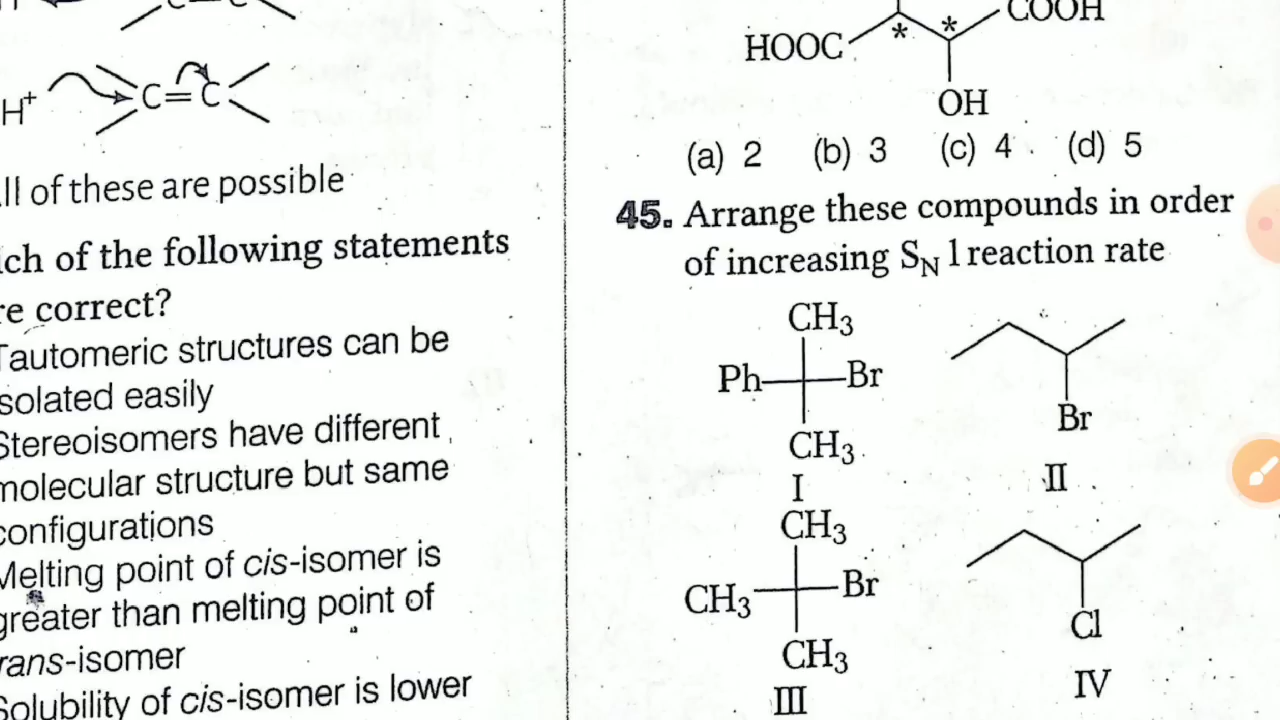 C=C
H⁺
ll of these are possible
ich of the following statements
re correct?
Tautomeric structures can be
solated easily
Stereoisomers have different
molecular structure but same
configurations
Melting point of cis-isomer is
greater than melting point of
rans-isomer
Solubility of cis-isomer is lower
COOH
HOOC * *
OH
(a) 2 (b) 3 (c) 4 (d) 5
45. Arrange these compounds in order
of increasing S_N 1 reaction rate
CH₃
Ph Br
CH₃
I
Br
II
CH₃
CH₃ Br
CH₃
III
Cl
IV